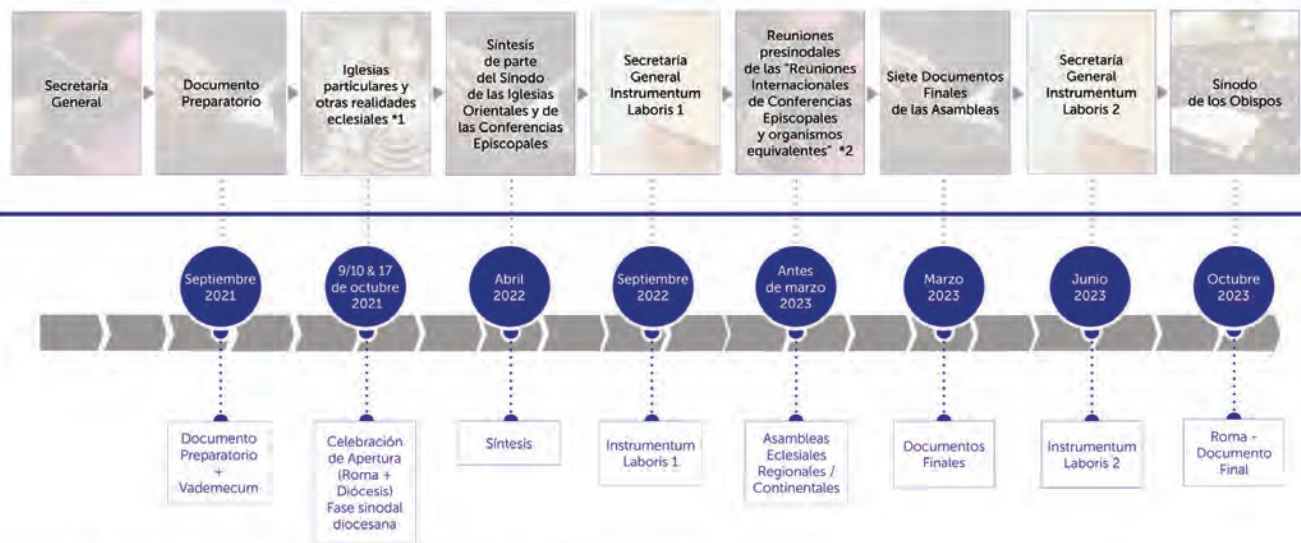 Secretaría
General
Documento
Preparatorio
Iglesias
particulares y
otras realidades
eclesiales *1
Síntesis
de parte
del Sínodo
de las Iglesias
Orientales y de
las Conferencias
Episcopales
Secretaría
General
Instrumentum
Laboris 1
Reuniones
presinodales
de las "Reuniones
Internacionales
de Conferencias
Episcopales
y organismos
equivalentes" *2
Siete Documentos
Finales
de las Asambleas
Secretaría
General
Instrumentum
Laboris 2
Sínodo
de los Obispos
Septiembre
2021
9/10 & 17
de octubre
2021
Abril
2022
Septiembre
2022
Antes
de marzo
2023
Marzo
2023
Junio
2023
Octubre
2023
Documento
Preparatorio
+
Vademecum
Celebración
de Apertura
(Roma +
Diócesis)
Fase sinodal
diocesana
Síntesis
Instrumentum
Laboris 1
Asambleas
Eclesiales
Regionales /
Continentales
Documentos
Finales
Instrumentum
Laboris 2
Roma -
Documento
Final